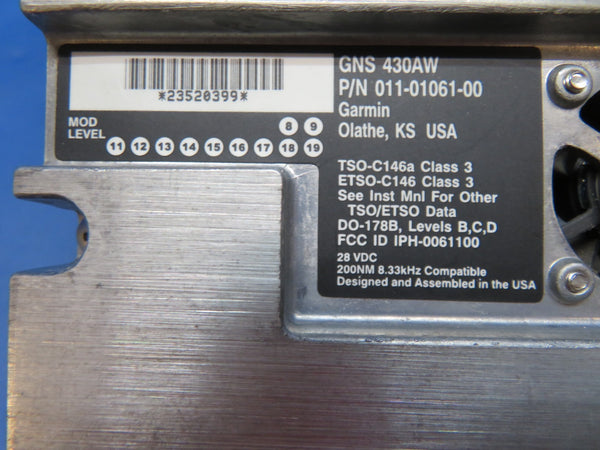 *23520399*
MOD
LEVEL
8 9
11 12 13 14 15 16 17 18 19
GNS 430AW
P/N 011-01061-00
Garmin
Olathe, KS USA
TSO-C146a Class 3
ETSO-C146 Class 3
See Inst Mnl For Other
TSO/ETSO Data
DO-178B, Levels B,C,D
FCC ID IPH-0061100
28 VDC
200NM 8.33kHz Compatible
Designed and Assembled in the USA